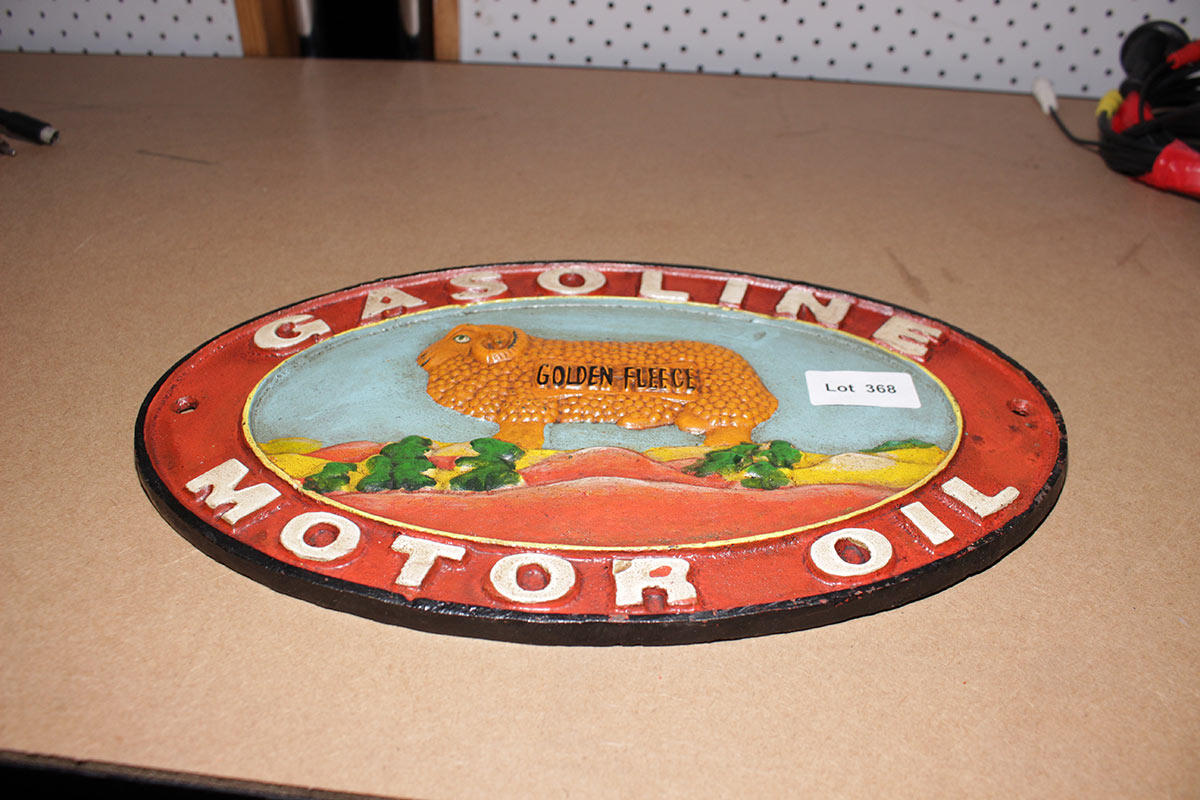 GASOLINE
GOLDEN FLEECE
Lot 368
MOTOR OIL